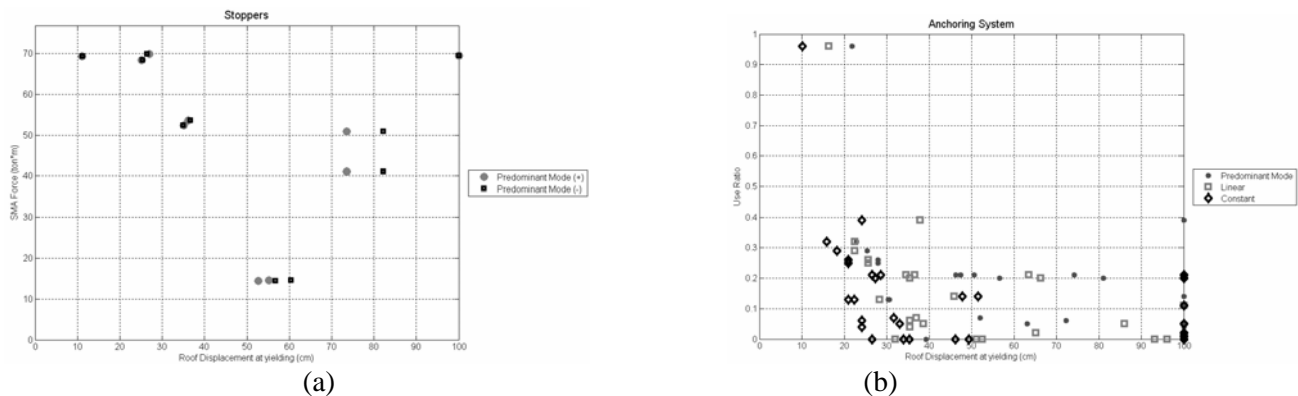 Stoppers
70
60
50
40
30
20
10
0
SMA Force (ton*m)
0 10 20 30 40 50 60 70 80 90 100
Roof Displacement at yielding (cm)
Predominant Mode (+)
Predominant Mode (-)
(a)
Anchoring System
1
0.9
0.8
0.7
0.6
0.5
0.4
0.3
0.2
0.1
0
Use Ratio
0 10 20 30 40 50 60 70 80 90 100
Roof Displacement at yielding (cm)
Predominant Mode
Linear
Constant
(b)